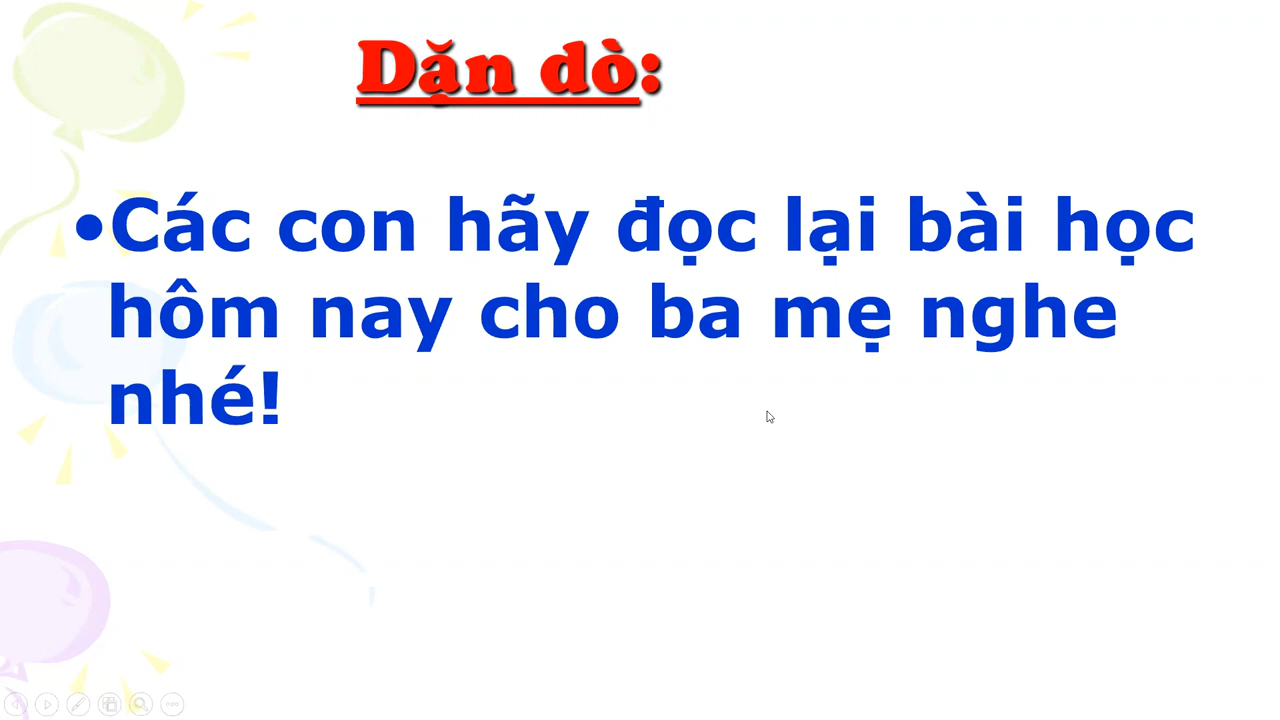 Dặn dò:
•Các con hãy đọc lại bài học
hôm nay cho ba mẹ nghe
nhé!